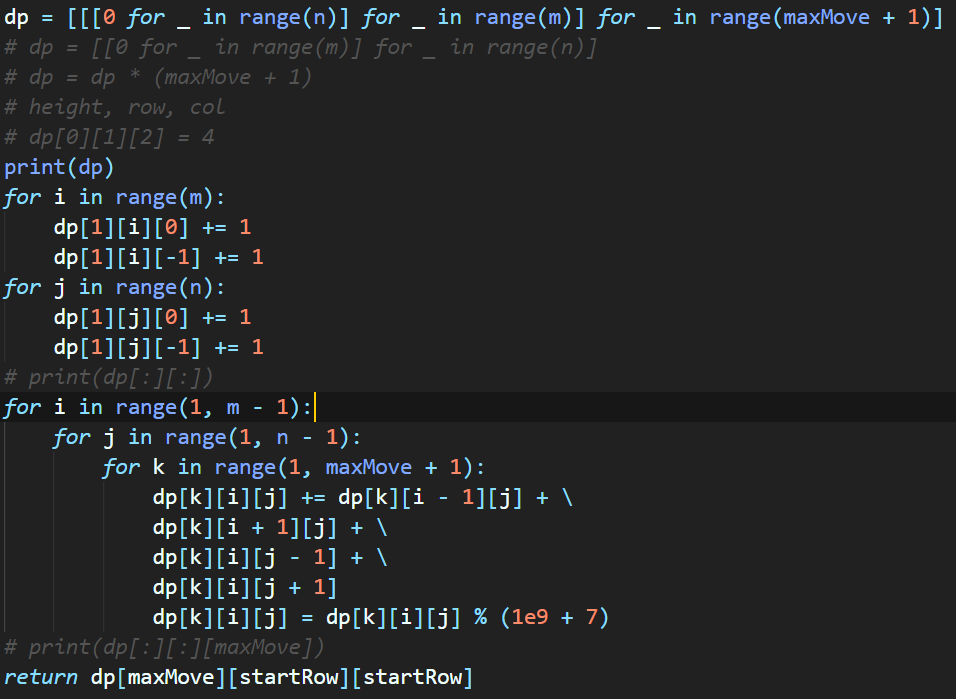 dp = [[[0 for _ in range(n)] for _ in range(m)] for _ in range(maxMove + 1)]
# dp = [[0 for _ in range(m)] for _ in range(n)]
# dp = dp * (maxMove + 1)
# height, row, col
# dp[0][1][2] = 4
print(dp)
for i in range(m):
    dp[1][i][0] += 1
    dp[1][i][-1] += 1
for j in range(n):
    dp[1][j][0] += 1
    dp[1][j][-1] += 1
# print(dp[:][:])
for i in range(1, m - 1):
    for j in range(1, n - 1):
        for k in range(1, maxMove + 1):
            dp[k][i][j] += dp[k][i - 1][j] + \
            dp[k][i + 1][j] + \
            dp[k][i][j - 1] + \
            dp[k][i][j + 1]
            dp[k][i][j] = dp[k][i][j] % (1e9 + 7)
# print(dp[:][:][maxMove])
return dp[maxMove][startRow][startRow]